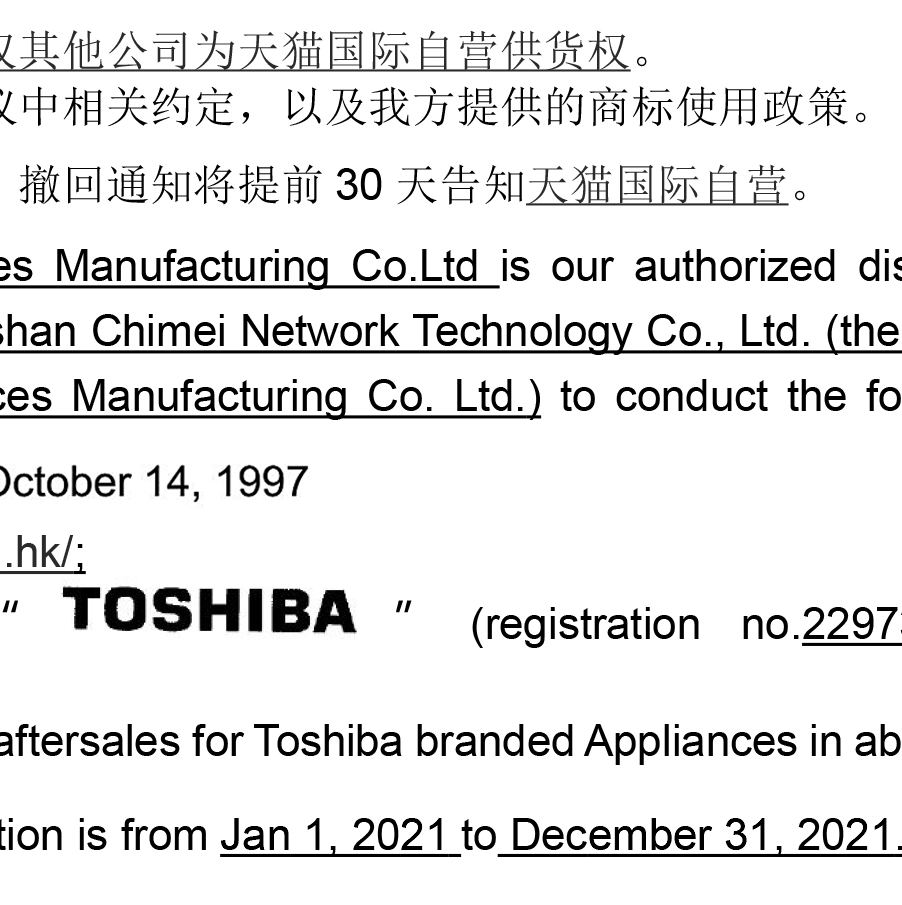 其他公司为天猫国际自营供货权。
议中相关约定，以及我方提供的商标使用政策。
撤回通知将提前 30 天告知天猫国际自营。
es Manufacturing Co.Ltd is our authorized dis
shan Chimei Network Technology Co., Ltd. (the
ces Manufacturing Co. Ltd.) to conduct the fo
October 14, 1997
.hk/;
“ TOSHIBA ” (registration no.2297
aftersales for Toshiba branded Appliances in ab
tion is from Jan 1, 2021 to December 31, 2021.